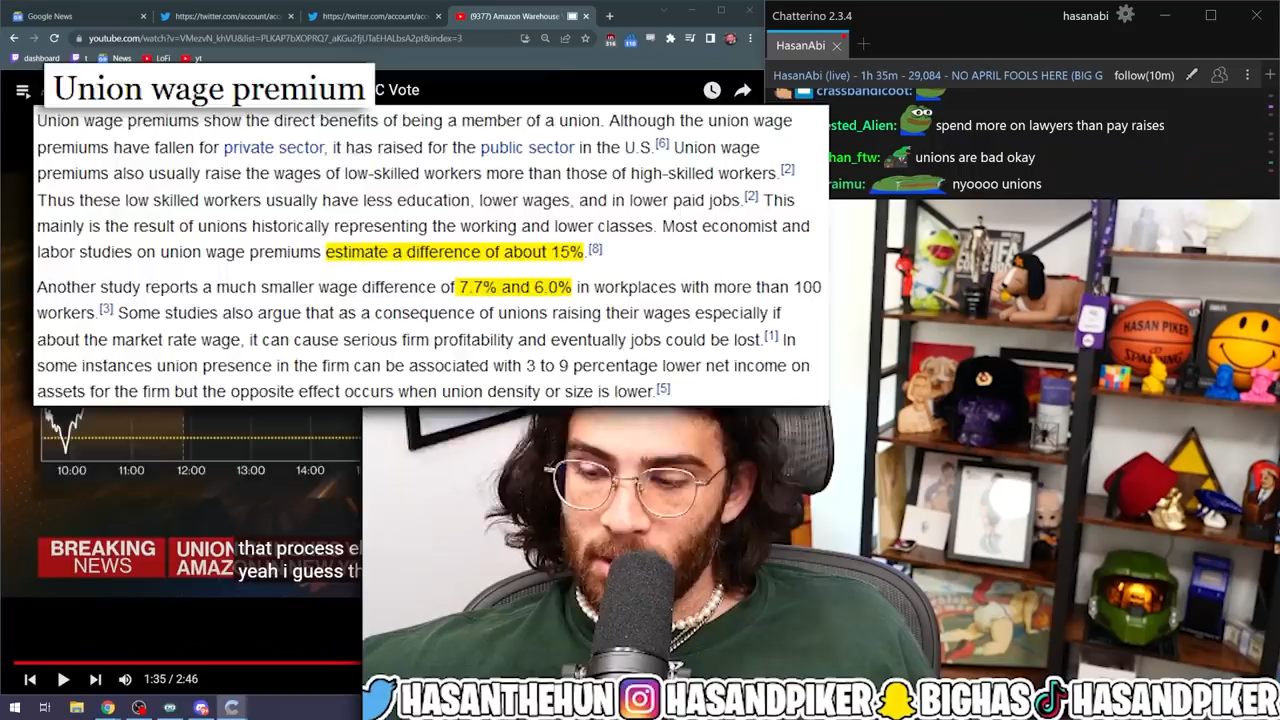 Google News
https://twitter.com/account/acc
https://twitter.com/account/acc
(9377) Amazon Warehouse
youtube.com/watch?v=VMezvN_khVU&list=PLKAP7bXOPRQ7_aKGu2fjUTaEHALbsA2pt&index=3
dashboard
News
LoFi
yt
Union wage premium
C Vote
Union wage premiums show the direct benefits of being a member of a union. Although the union wage
premiums have fallen for private sector, it has raised for the public sector in the U.S.[6] Union wage
premiums also usually raise the wages of low-skilled workers more than those of high-skilled workers.[2]
Thus these low skilled workers usually have less education, lower wages, and in lower paid jobs.[2] This
mainly is the result of unions historically representing the working and lower classes. Most economist and
labor studies on union wage premiums estimate a difference of about 15%.[8]
Another study reports a much smaller wage difference of 7.7% and 6.0% in workplaces with more than 100
workers.[3] Some studies also argue that as a consequence of unions raising their wages especially if
about the market rate wage, it can cause serious firm profitability and eventually jobs could be lost.[1] In
some instances union presence in the firm can be associated with 3 to 9 percentage lower net income on
assets for the firm but the opposite effect occurs when union density or size is lower.[5]
10:00 11:00 12:00 13:00 14:00
BREAKING
NEWS
UNION
AMAZON
that process el
yeah i guess th
1:35 / 2:46
Chatterino 2.3.4
hasanabi
HasanAbi
HasanAbi (live) - 1h 35m - 29,084 - NO APRIL FOOLS HERE (BIG G
follow(10m)
crassbandicoot:
ested_Alien: spend more on lawyers than pay raises
han_ftw: unions are bad okay
raimu: nyoooo unions
HASAN PIKER
HASANTHEHUN
HASANDPIKER
BIGHAS
HASANDPIKER